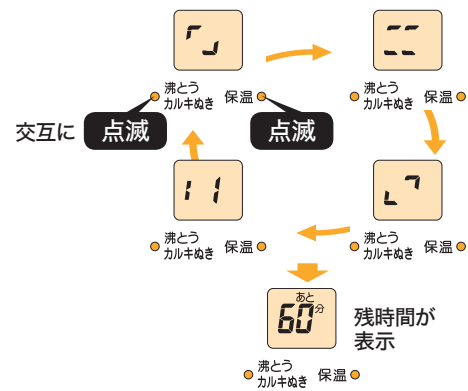 沸とう
カルキぬき 保温
沸とう
カルキぬき 保温
交互に 点滅 点滅
沸とう
カルキぬき 保温
沸とう
カルキぬき 保温
あと
60分
残時間が
表示
沸とう
カルキぬき 保温